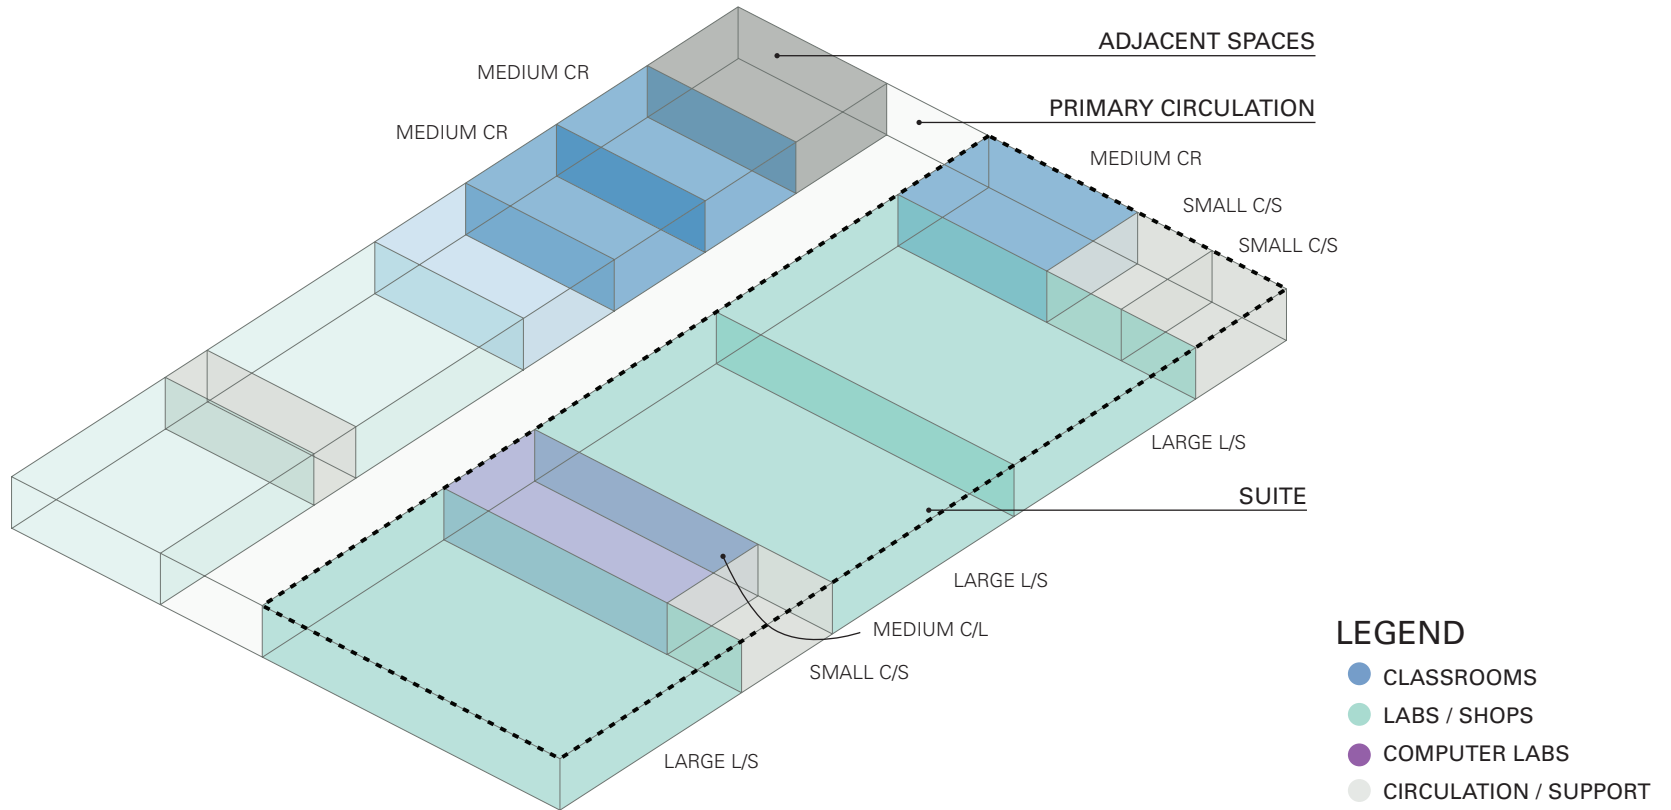 ADJACENT SPACES
MEDIUM CR
PRIMARY CIRCULATION
MEDIUM CR
MEDIUM CR
SMALL C/S
SMALL C/S
LARGE L/S
SUITE
LARGE L/S
MEDIUM C/L
SMALL C/S
LARGE L/S
LEGEND
CLASSROOMS
LABS / SHOPS
COMPUTER LABS
CIRCULATION / SUPPORT